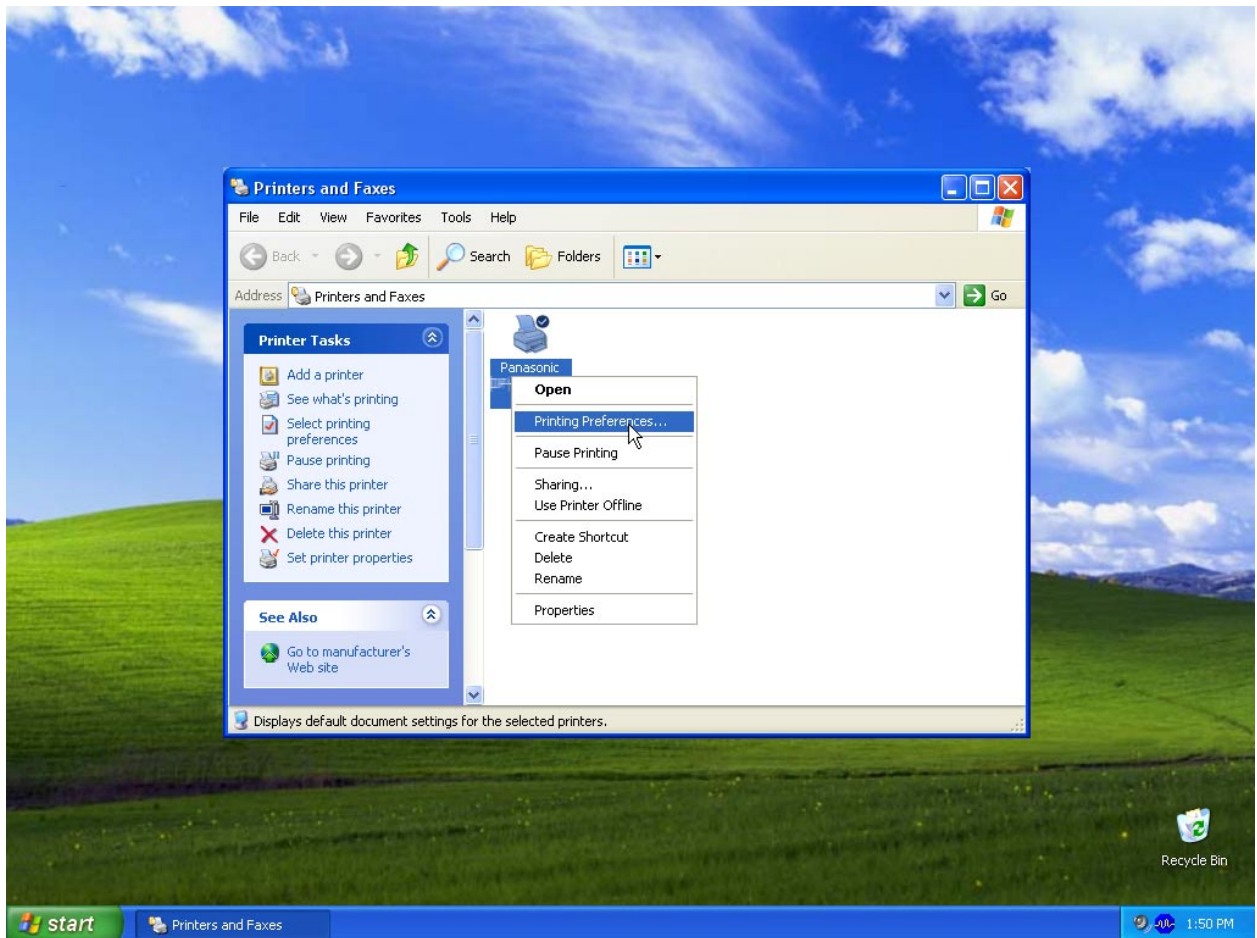 Printers and Faxes
File Edit View Favorites Tools Help
Back Search Folders
Address Printers and Faxes Go
Printer Tasks
Add a printer
See what's printing
Select printing
preferences
Pause printing
Share this printer
Rename this printer
Delete this printer
Set printer properties
See Also
Go to manufacturer's
Web site
Panasonic
Open
Printing Preferences...
Pause Printing
Sharing...
Use Printer Offline
Create Shortcut
Delete
Rename
Properties
Displays default document settings for the selected printers.
Recycle Bin
start Printers and Faxes 1:50 PM